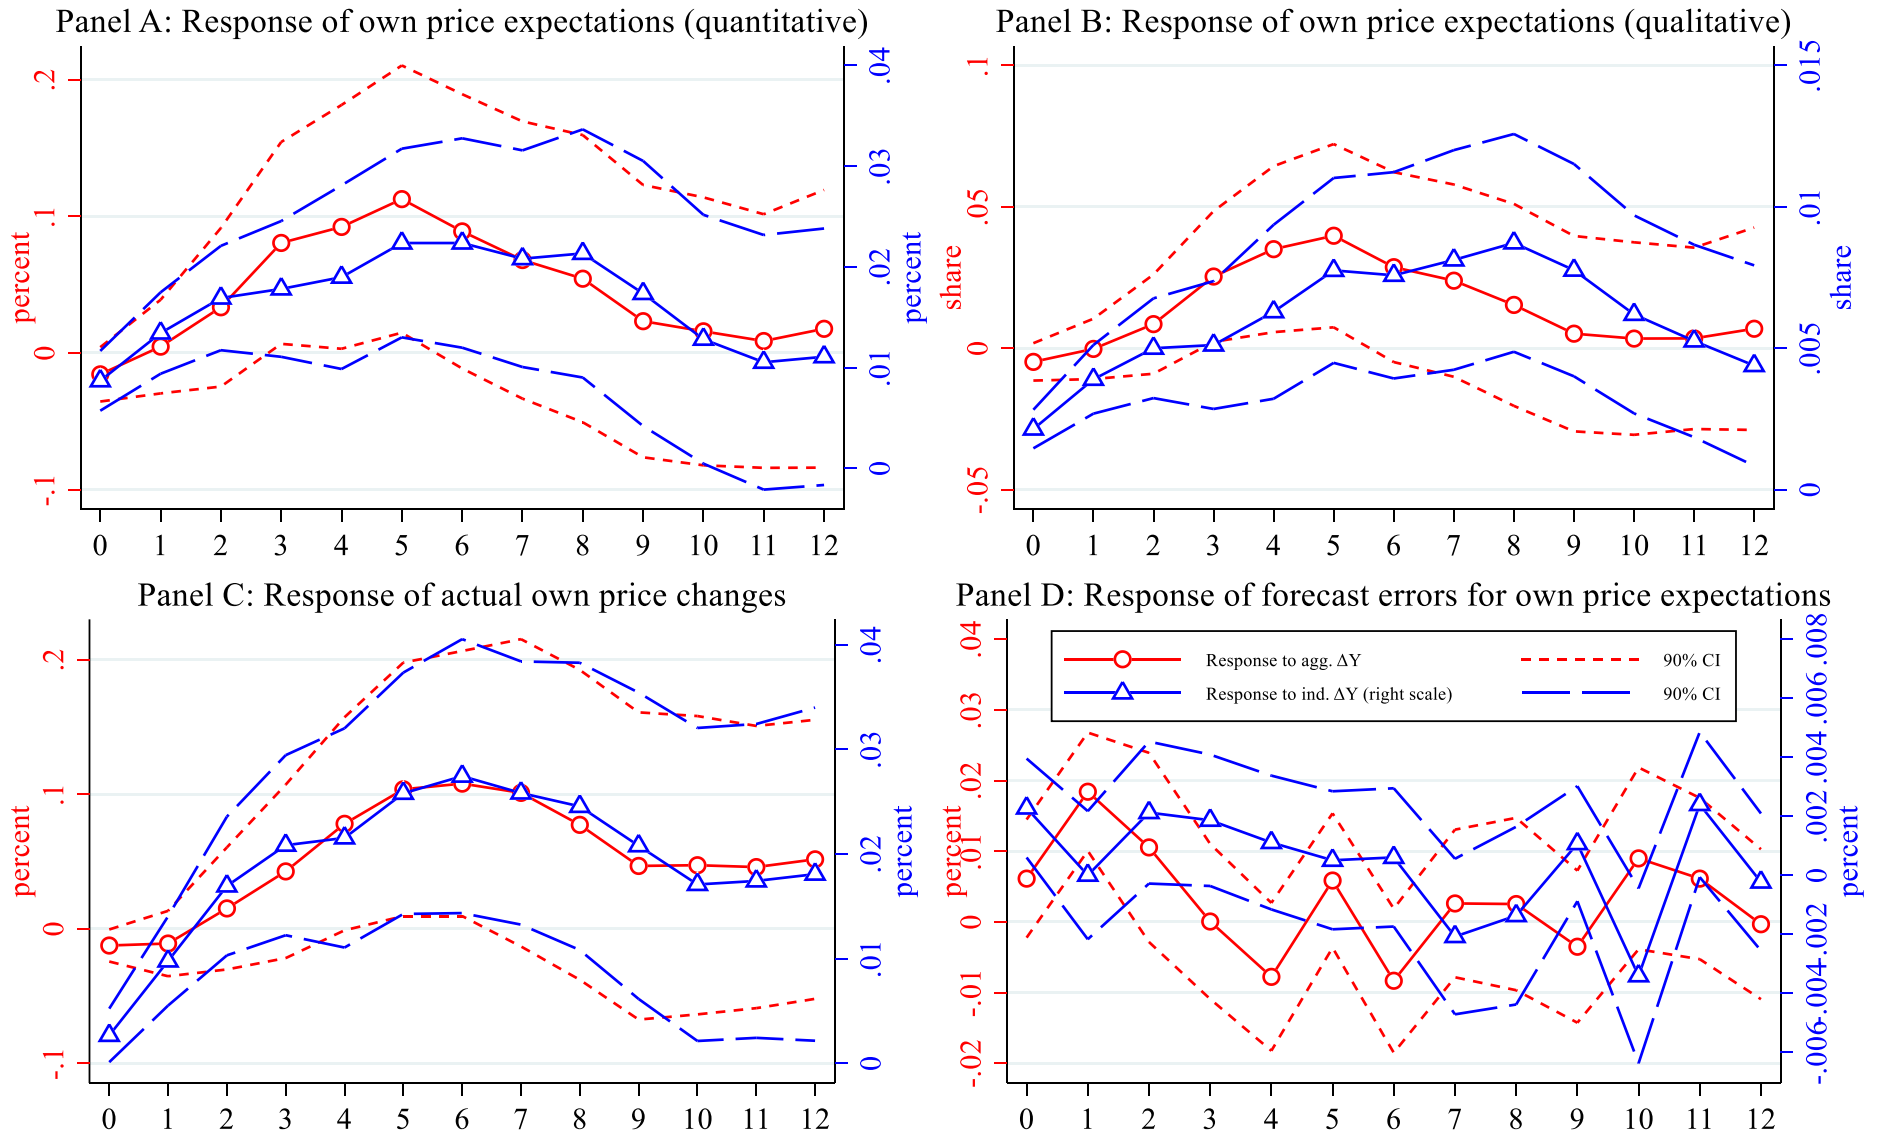 Panel A: Response of own price expectations (quantitative)
.2
.1
0
-.1
percent
.04
.03
.02
.01
0
percent
0 1 2 3 4 5 6 7 8 9 10 11 12
Panel B: Response of own price expectations (qualitative)
.1
.05
0
-.05
share
.015
.01
.005
0
share
0 1 2 3 4 5 6 7 8 9 10 11 12
Panel C: Response of actual own price changes
.2
.1
0
-.1
percent
.04
.03
.02
.01
0
percent
0 1 2 3 4 5 6 7 8 9 10 11 12
Panel D: Response of forecast errors for own price expectations
Response to agg. ΔY 90% CI
Response to ind. ΔY (right scale) 90% CI
.04
.03
.02
.01
0
-.01
-.02
percent
.008
.006
.004
.002
0
-.002
-.004
-.006
percent
0 1 2 3 4 5 6 7 8 9 10 11 12